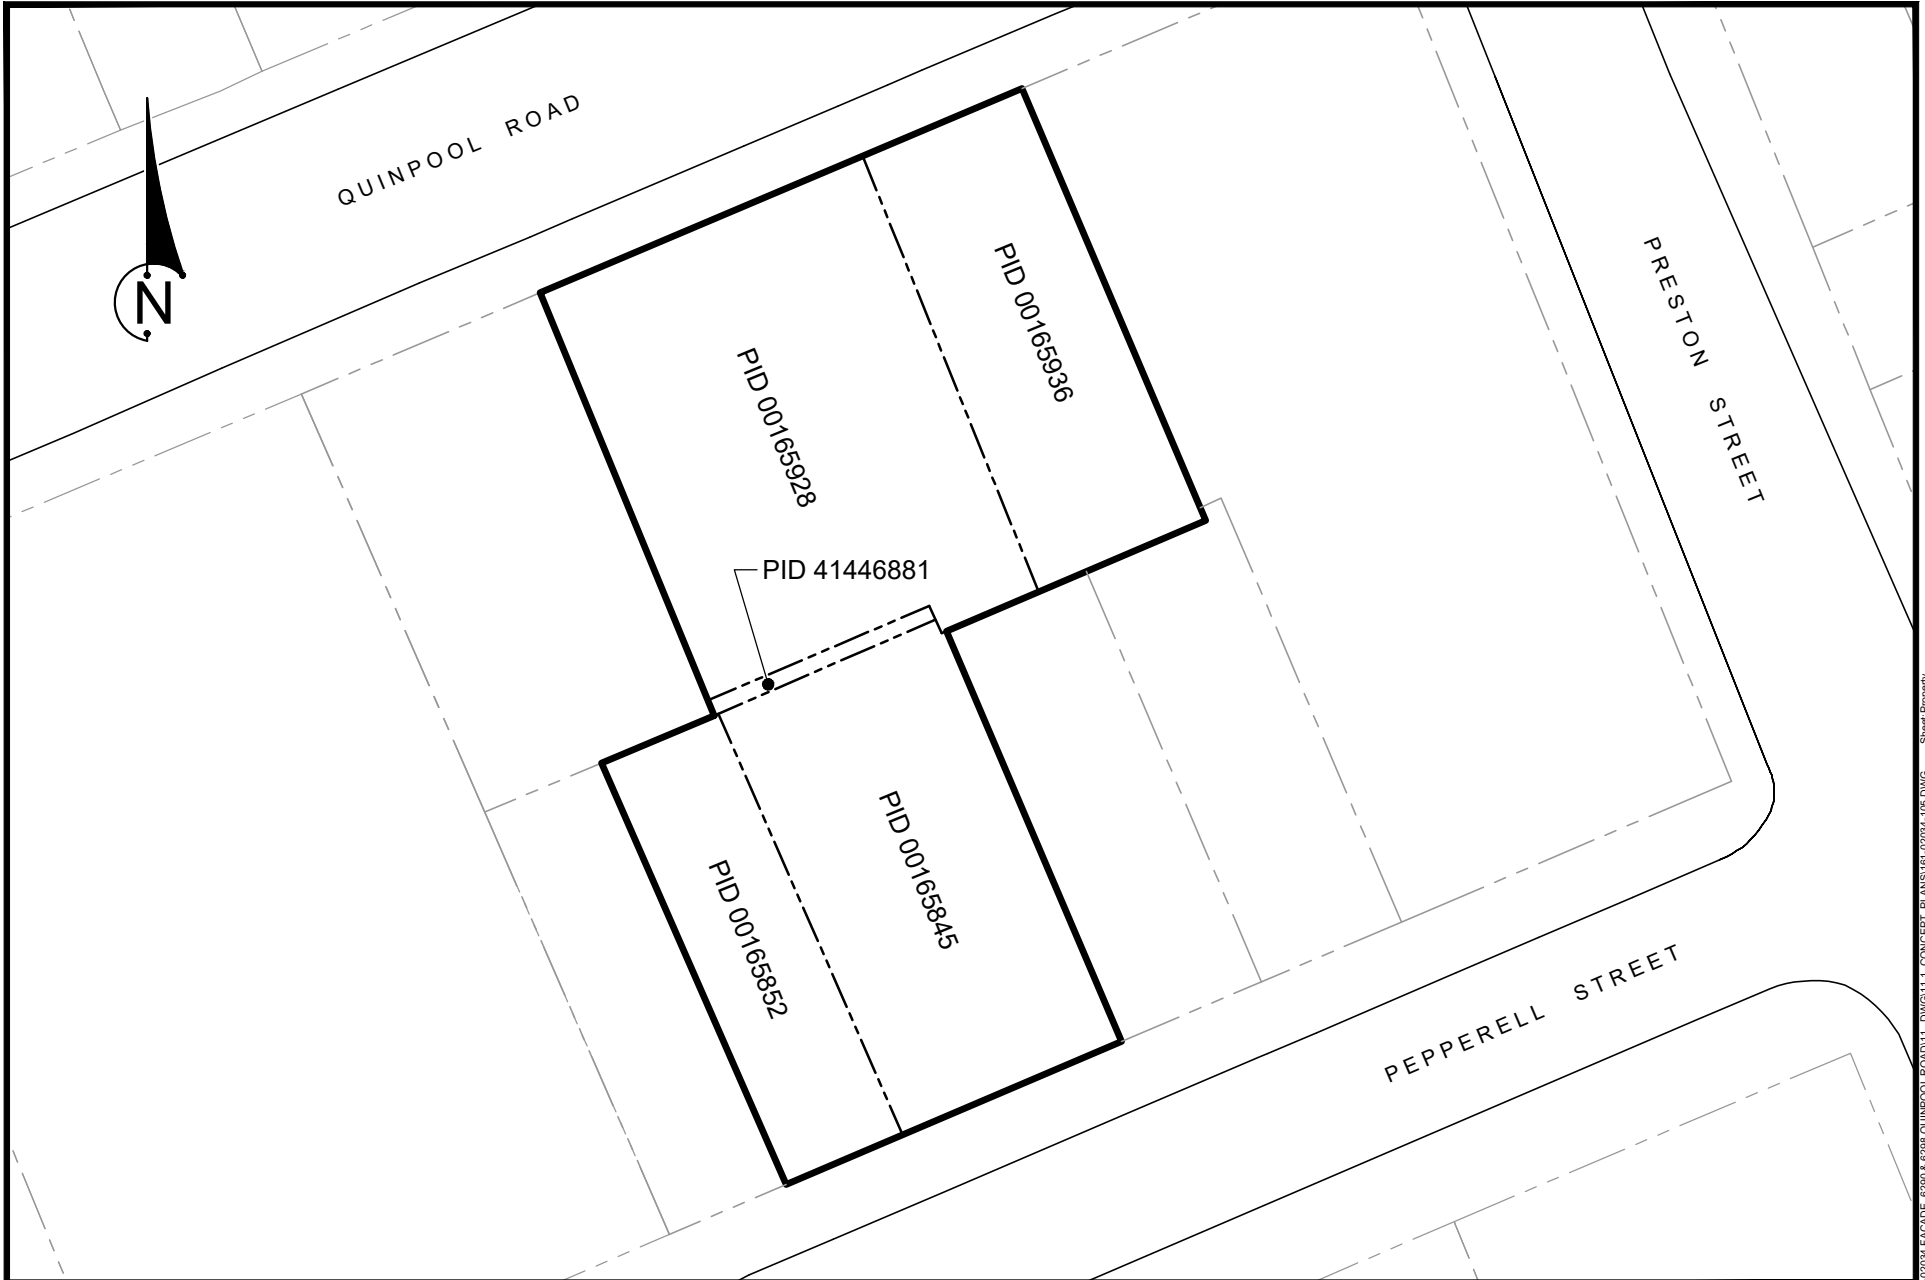 QUINPOOL ROAD
N
PID 00165936
PRESTON STREET
PID 00165928
PID 41446881
PID 00165845
PID 00165852
PEPPERELL STREET